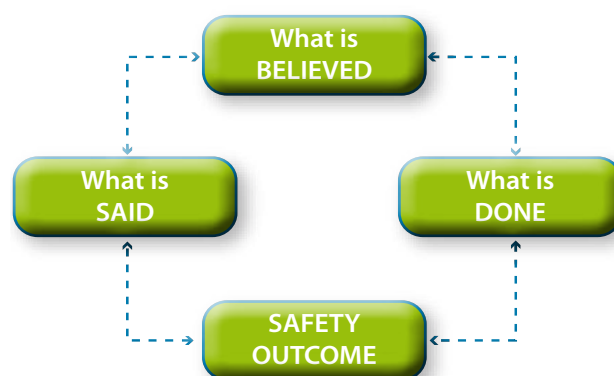 What is
BELIEVED
What is
SAID
What is
DONE
SAFETY
OUTCOME